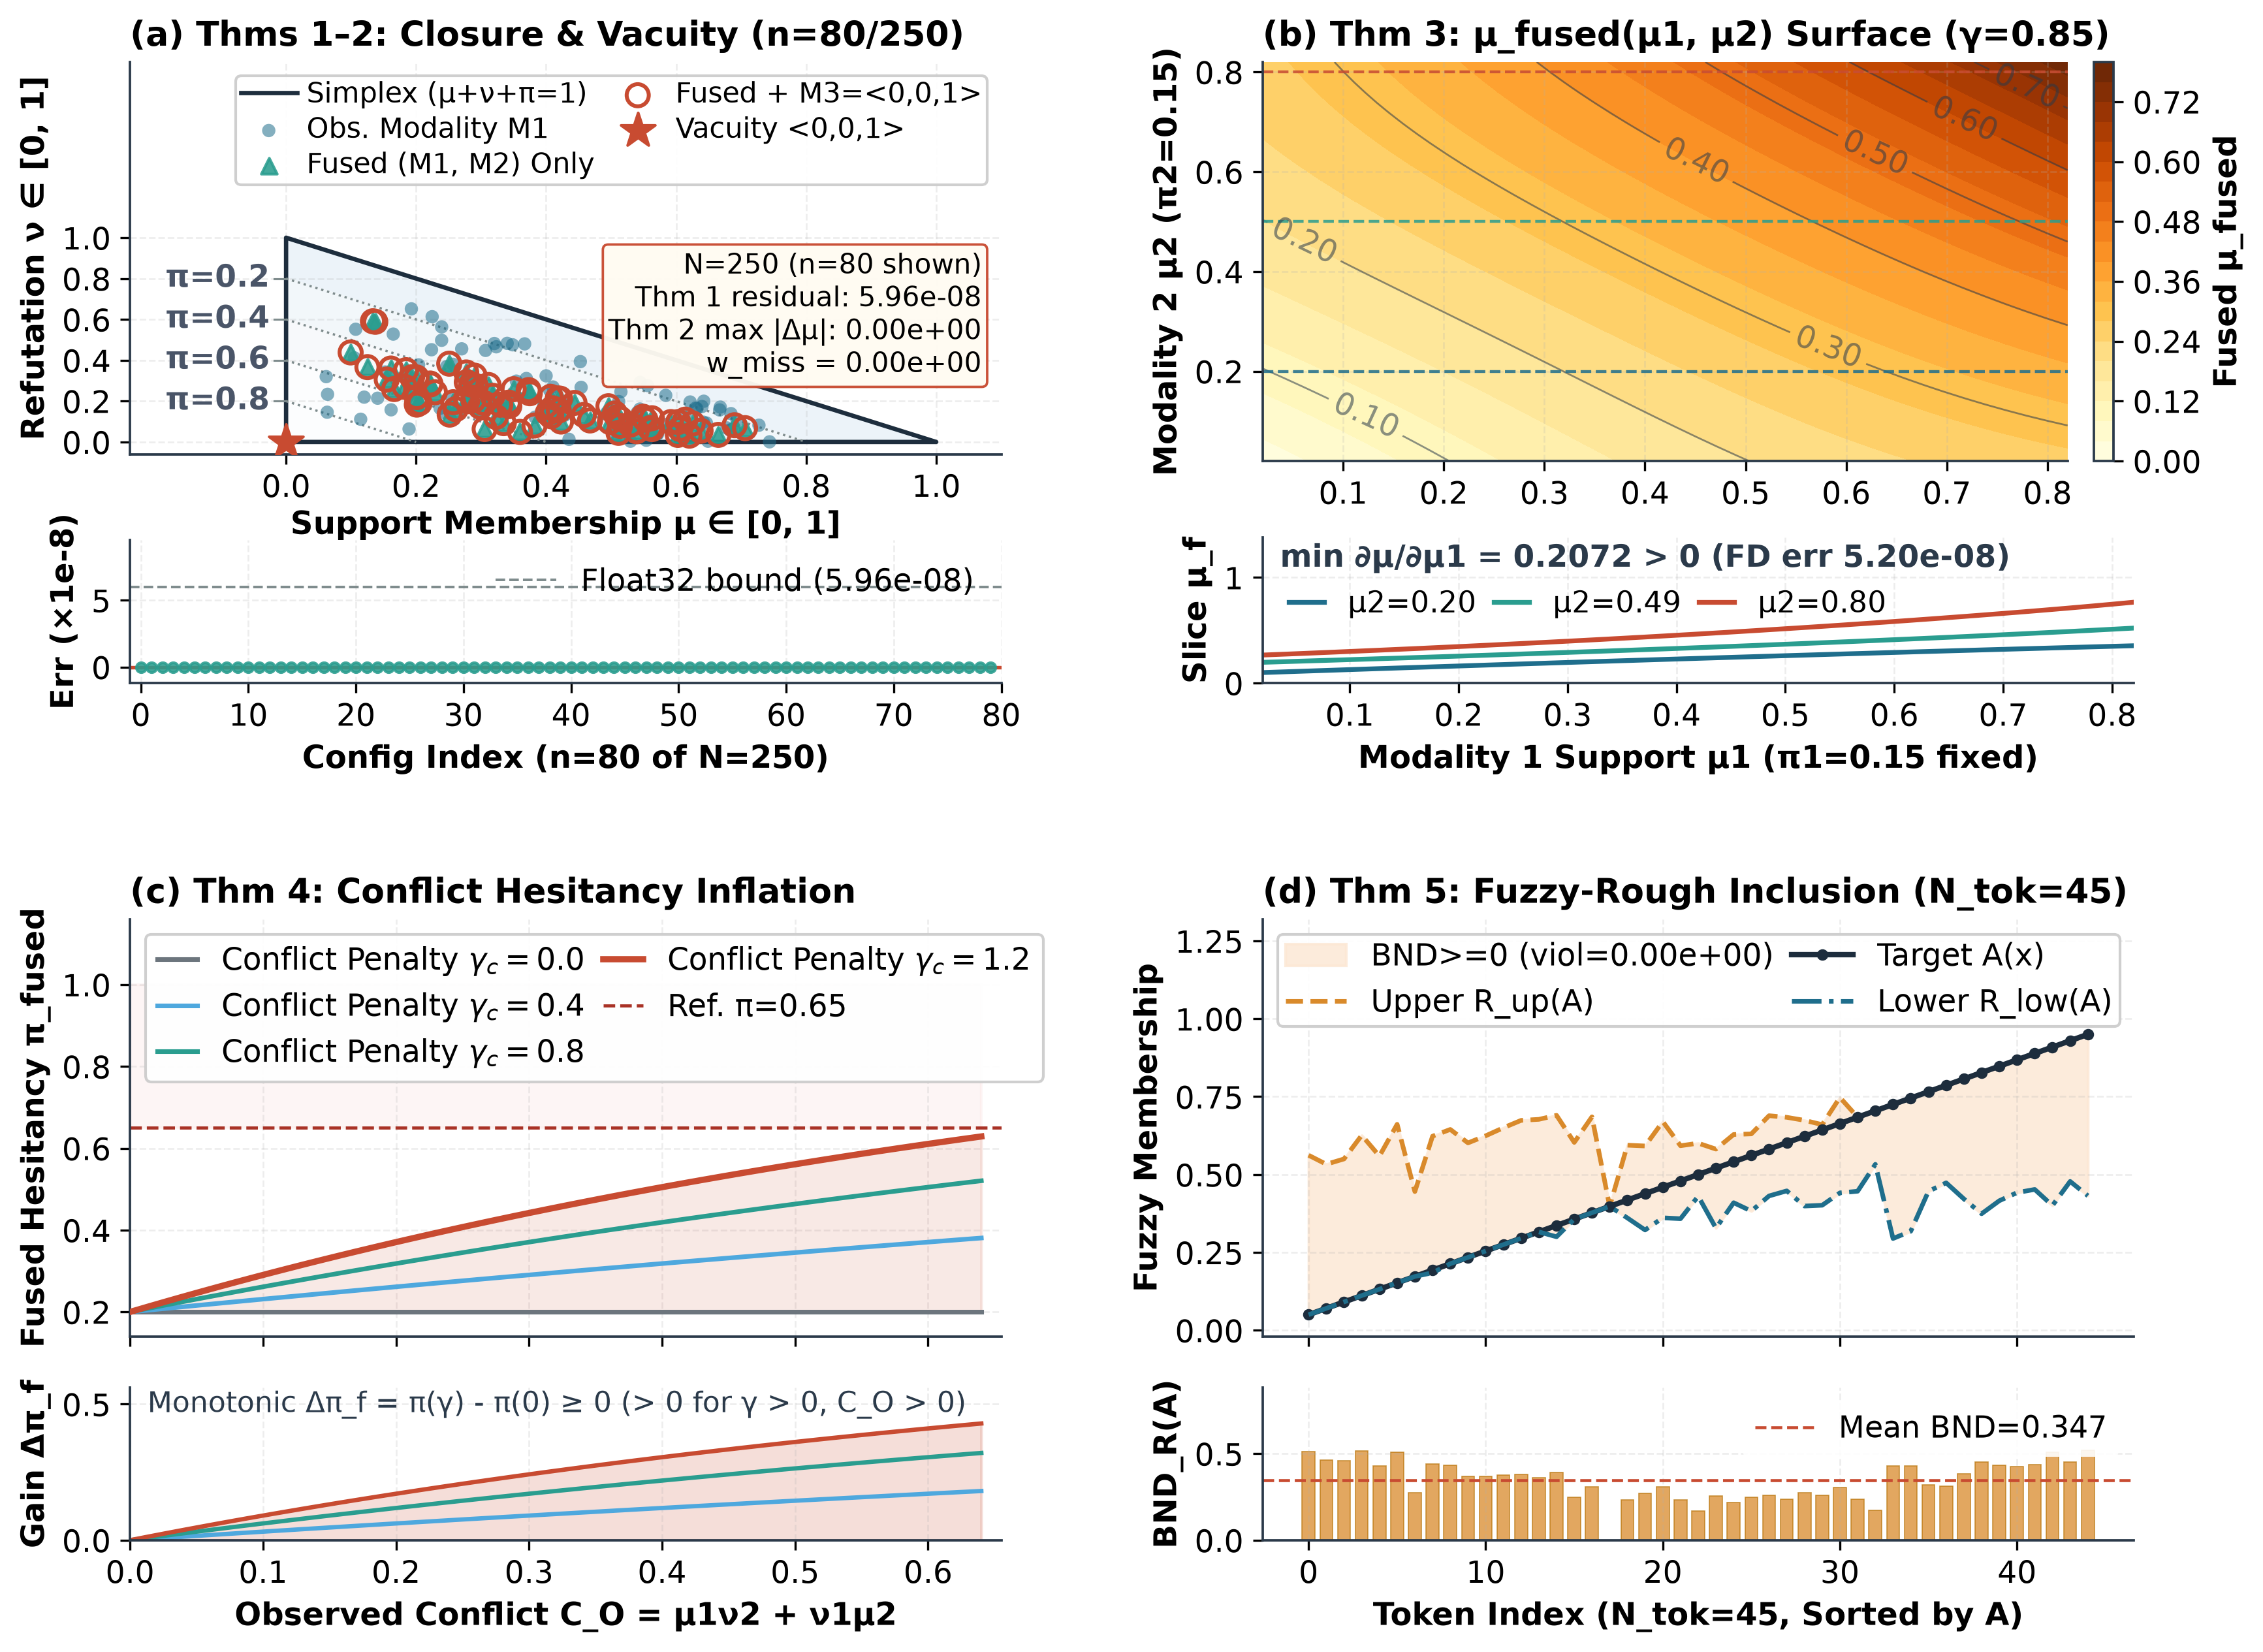 (a) Thms 1–2: Closure & Vacuity (n=80/250)
Refutation ν ∈ [0, 1]
Simplex (μ+ν+π=1)
Obs. Modality M1
Fused (M1, M2) Only
Fused + M3=<0,0,1>
Vacuity <0,0,1>
1.0
0.8
0.6
0.4
0.2
0.0
π=0.2
π=0.4
π=0.6
π=0.8
N=250 (n=80 shown)
Thm 1 residual: 5.96e-08
Thm 2 max |Δμ|: 0.00e+00
w_miss = 0.00e+00
0.0 0.2 0.4 0.6 0.8 1.0
Support Membership μ ∈ [0, 1]
Err (×1e-8)
5
0
Float32 bound (5.96e-08)
0 10 20 30 40 50 60 70 80
Config Index (n=80 of N=250)
(b) Thm 3: μ_fused(μ1, μ2) Surface (γ=0.85)
Modality 2 μ2 (π2=0.15)
0.8
0.6
0.4
0.2
0.70
0.60
0.50
0.40
0.20
0.30
0.10
0.1 0.2 0.3 0.4 0.5 0.6 0.7 0.8
0.72
0.60
0.48
0.36
0.24
0.12
0.00
Fused μ_fused
Slice μ_f
1
0
min ∂μ/∂μ1 = 0.2072 > 0 (FD err 5.20e-08)
μ2=0.20 μ2=0.49 μ2=0.80
0.1 0.2 0.3 0.4 0.5 0.6 0.7 0.8
Modality 1 Support μ1 (π1=0.15 fixed)
(c) Thm 4: Conflict Hesitancy Inflation
Fused Hesitancy π_fused
1.0
0.8
0.6
0.4
0.2
Conflict Penalty γc = 0.0
Conflict Penalty γc = 0.4
Conflict Penalty γc = 0.8
Conflict Penalty γc = 1.2
Ref. π=0.65
Gain Δπ_f
0.5
0.0
Monotonic Δπ_f = π(γ) - π(0) ≥ 0 (> 0 for γ > 0, C_O > 0)
0.0 0.1 0.2 0.3 0.4 0.5 0.6
Observed Conflict C_O = μ1ν2 + ν1μ2
(d) Thm 5: Fuzzy-Rough Inclusion (N_tok=45)
Fuzzy Membership
1.25
1.00
0.75
0.50
0.25
0.00
BND>=0 (viol=0.00e+00)
Upper R_up(A)
Target A(x)
Lower R_low(A)
BND_R(A)
0.5
0.0
Mean BND=0.347
0 10 20 30 40
Token Index (N_tok=45, Sorted by A)